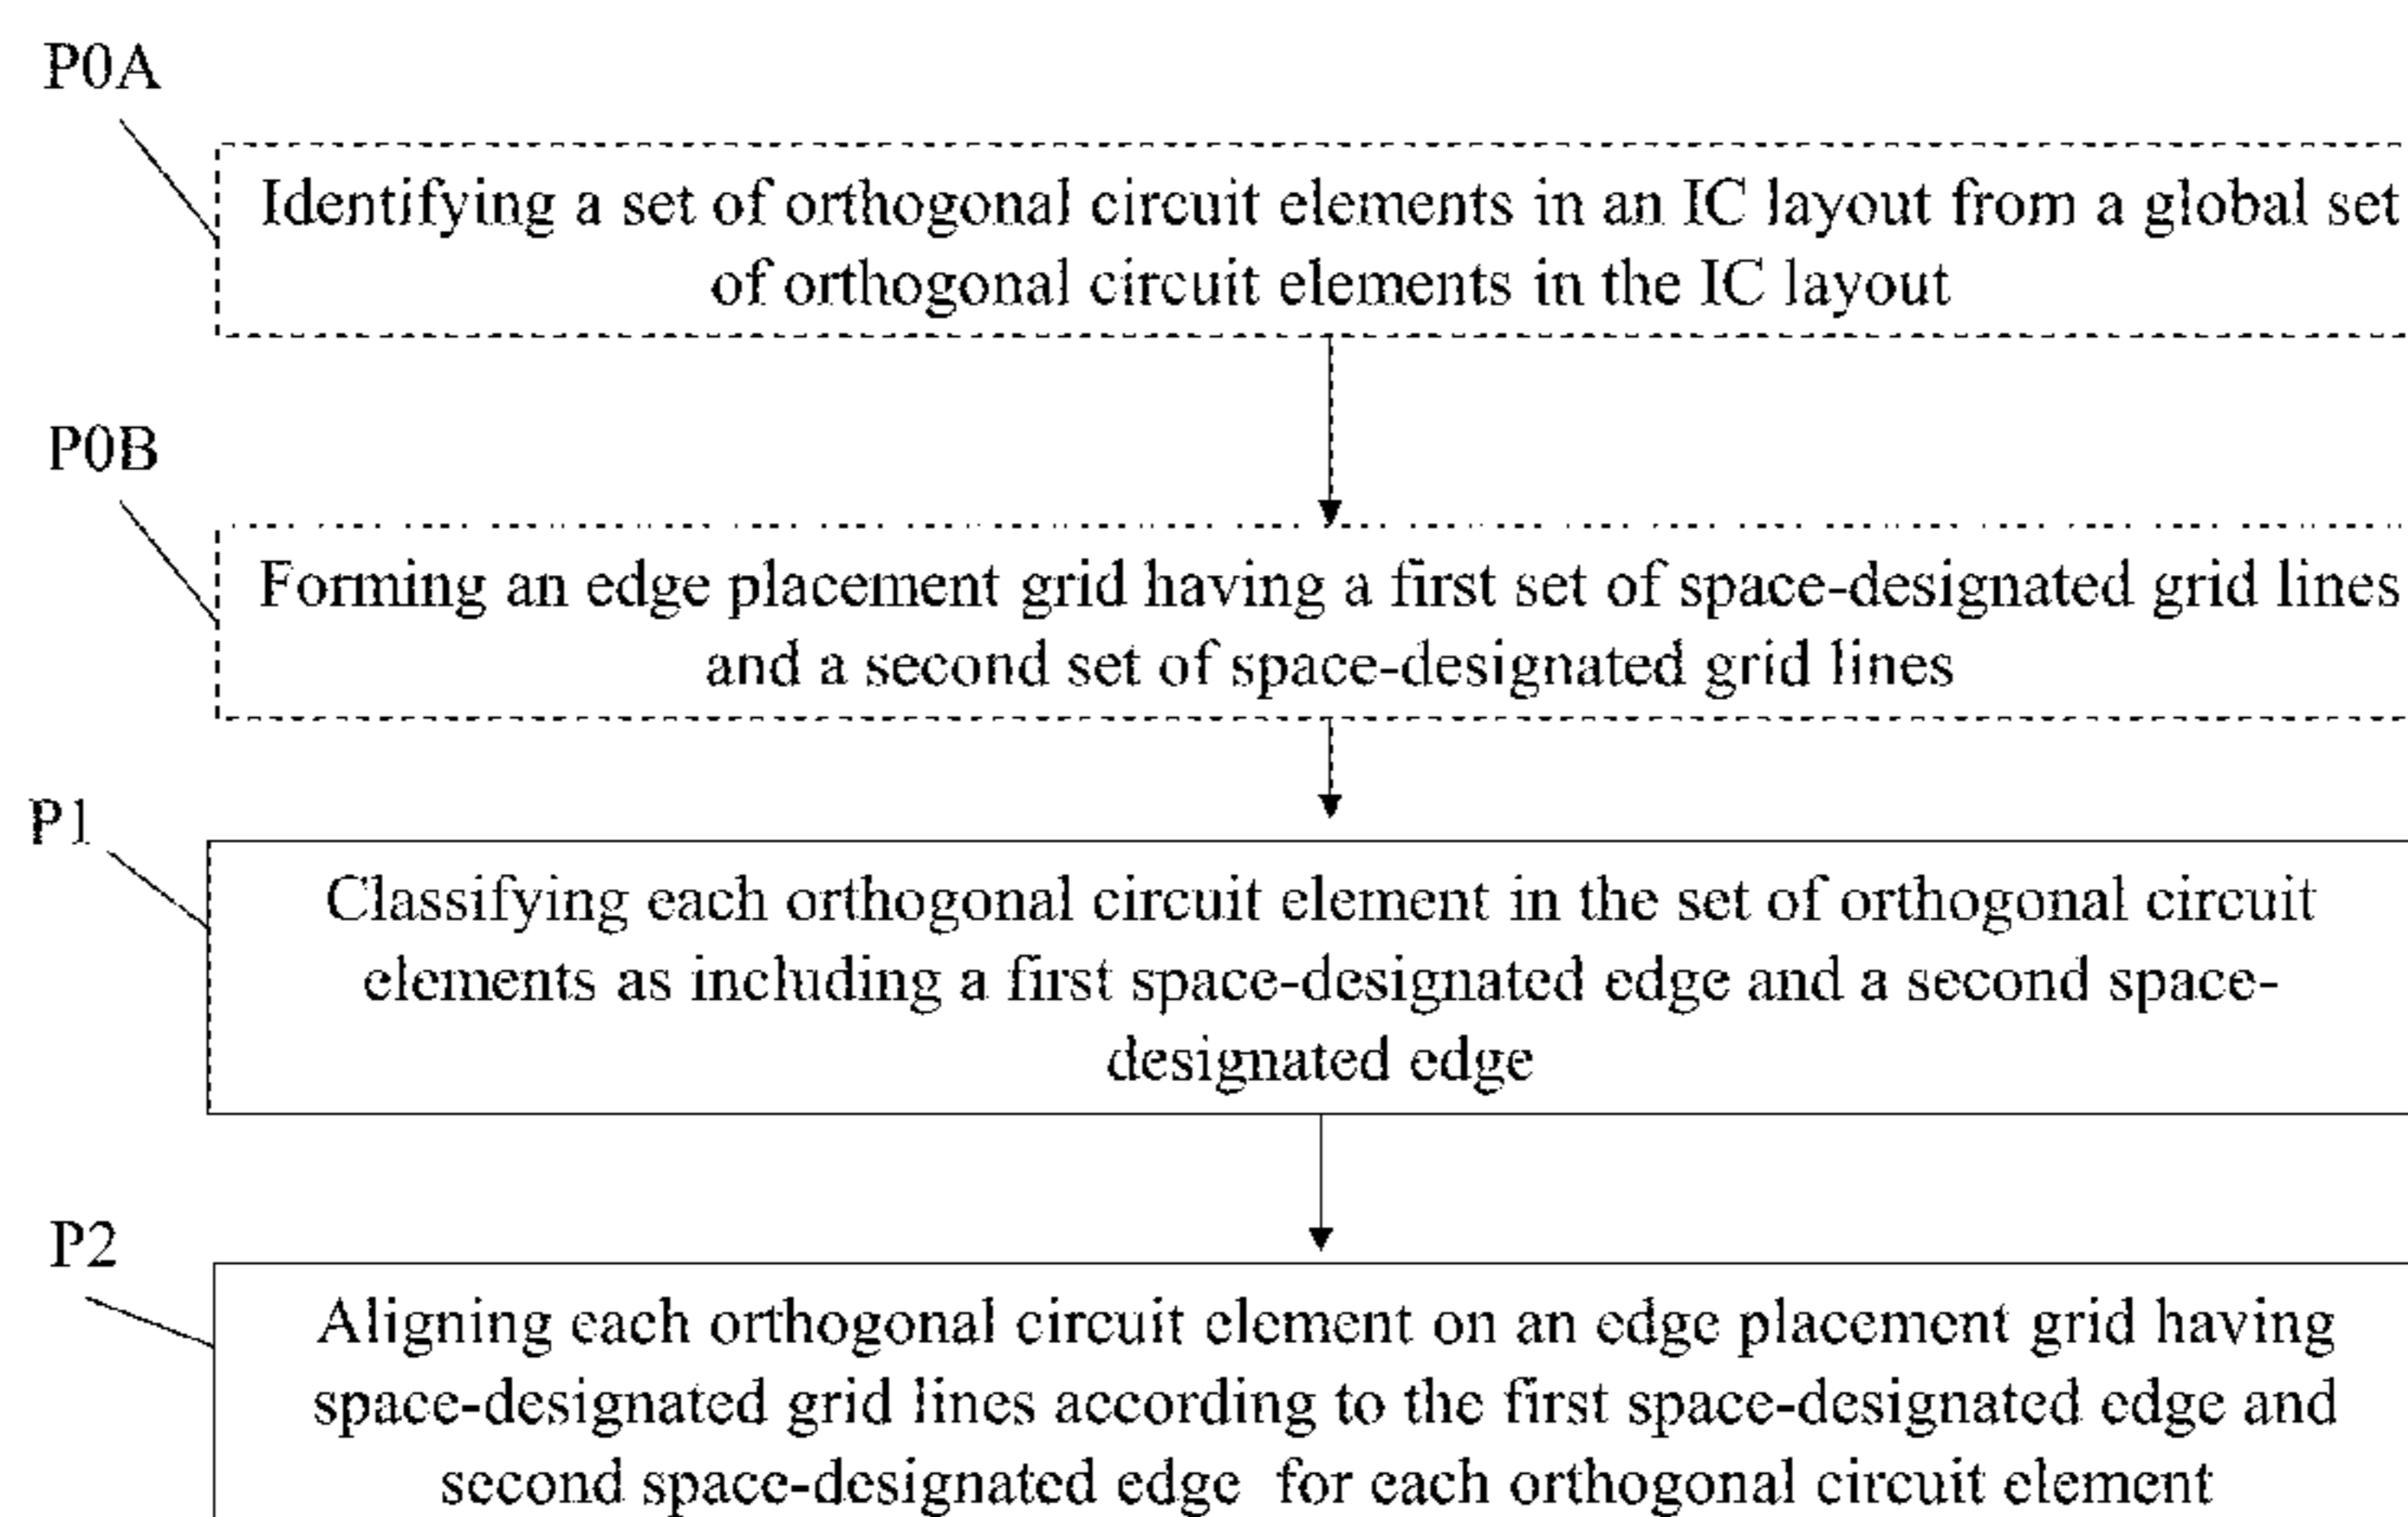 P0A
Identifying a set of orthogonal circuit elements in an IC layout from a global set
of orthogonal circuit elements in the IC layout
P0B
Forming an edge placement grid having a first set of space-designated grid lines
and a second set of space-designated grid lines
P1
Classifying each orthogonal circuit element in the set of orthogonal circuit
elements as including a first space-designated edge and a second space-
designated edge
P2
Aligning each orthogonal circuit element on an edge placement grid having
space-designated grid lines according to the first space-designated edge and
second space-designated edge for each orthogonal circuit element